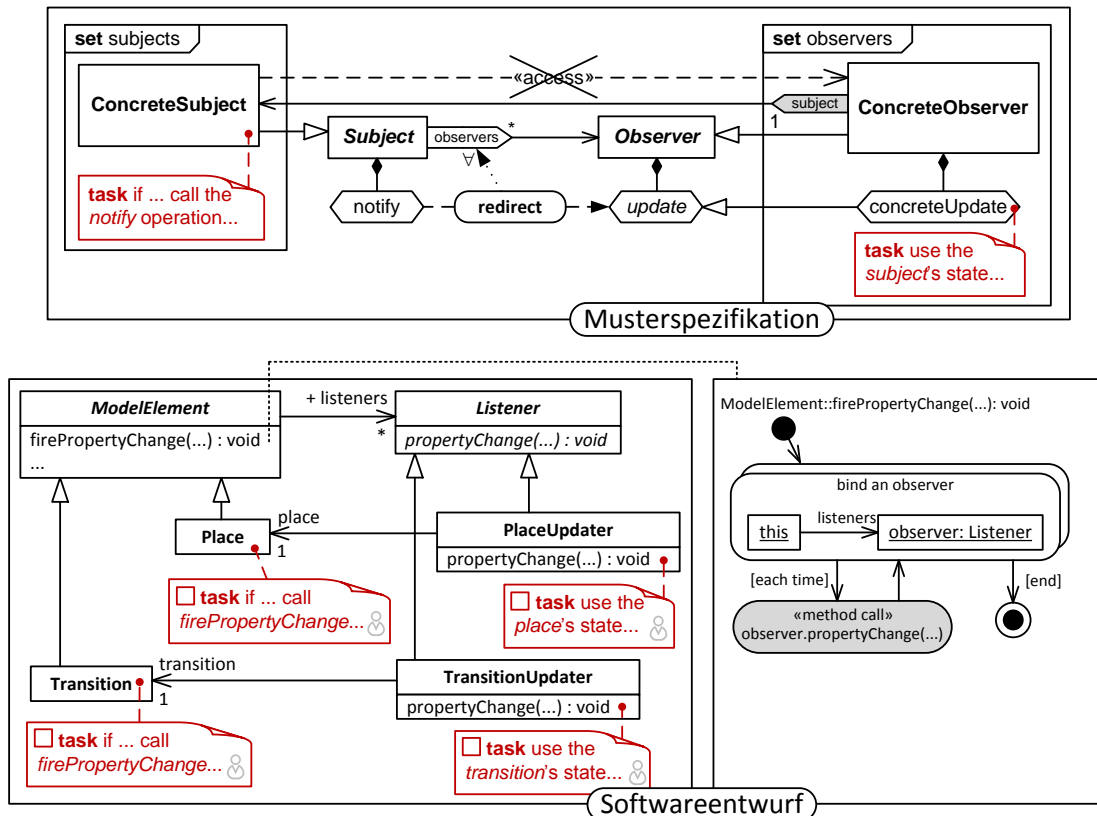 set subjects
set observers
«access»
ConcreteSubject
subject
ConcreteObserver
1
Subject
observers
*
∀
Observer
notify
redirect
update
concreteUpdate
task if ... call the
notify operation...
task use the
subject's state...
Musterspezifikation
ModelElement
firePropertyChange(...) : void
...
+ listeners
*
Listener
propertyChange(...) : void
Place
place
1
PlaceUpdater
propertyChange(...) : void
task if ... call
firePropertyChange...
task use the
place's state...
Transition
transition
1
TransitionUpdater
propertyChange(...) : void
task if ... call
firePropertyChange...
task use the
transition's state...
ModelElement::firePropertyChange(...): void
bind an observer
this
listeners
observer: Listener
[each time]
[end]
«method call»
observer.propertyChange(...)
Softwareentwurf